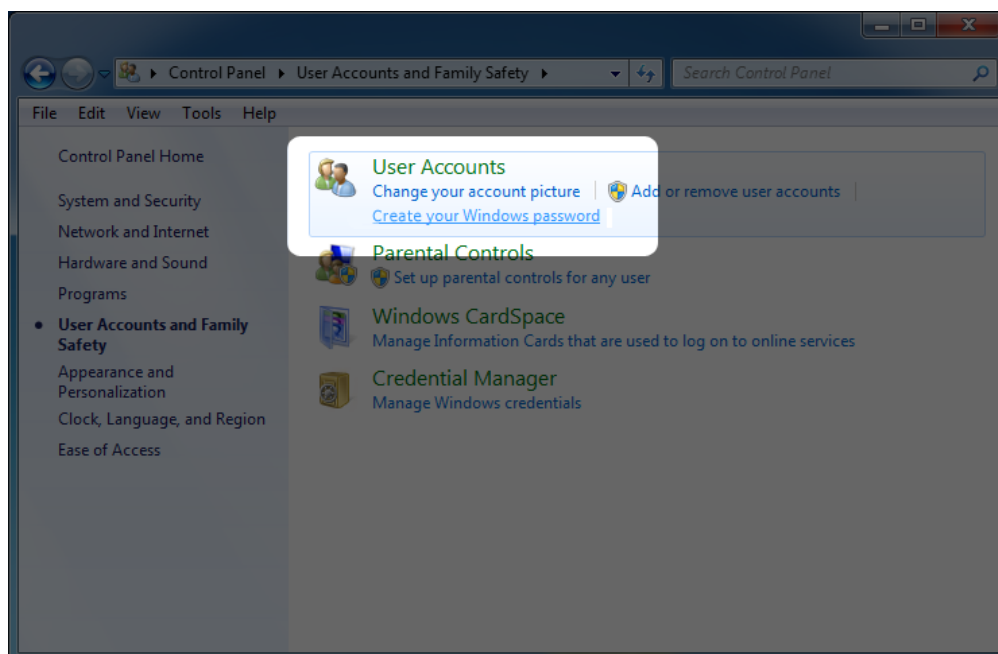 Control Panel ▸ User Accounts and Family Safety ▸
Search Control Panel
File Edit View Tools Help
Control Panel Home
System and Security
Network and Internet
Hardware and Sound
Programs
User Accounts and Family
Safety
Appearance and
Personalization
Clock, Language, and Region
Ease of Access
User Accounts
Change your account picture
Add or remove user accounts
Create your Windows password
Parental Controls
Set up parental controls for any user
Windows CardSpace
Manage Information Cards that are used to log on to online services
Credential Manager
Manage Windows credentials